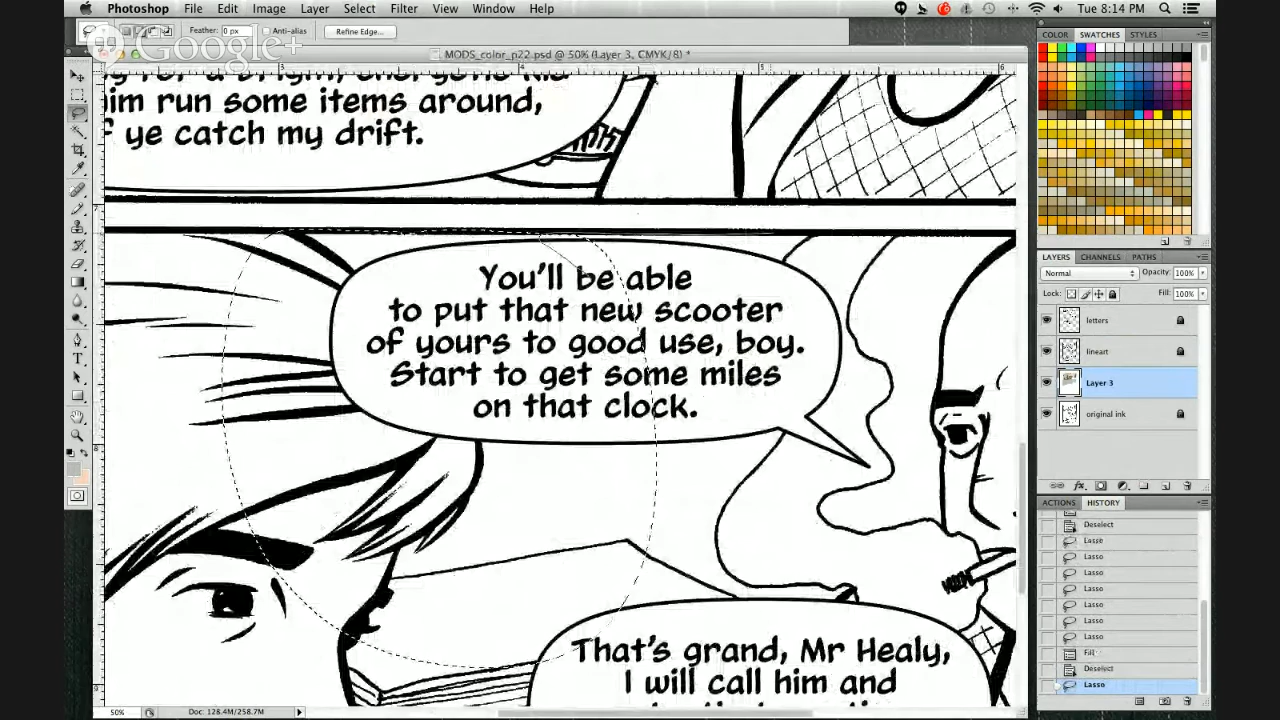 Photoshop File Edit Image Layer Select Filter View Window Help
Tue 8:14 PM
Feather: 0 px
Anti-alias
Refine Edge...
Google+
MODS_color_p22.psd @ 50% (Layer 3, CMYK/8) *
him run some items around,
ye catch my drift.
You'll be able
to put that new scooter
of yours to good use, boy.
Start to get some miles
on that clock.
That's grand, Mr Healy,
I will call him and
50%
Doc: 128.4M/258.7M
COLOR SWATCHES STYLES
LAYERS CHANNELS PATHS
Normal
Opacity: 100%
Lock:
Fill: 100%
letters
lineart
Layer 3
original ink
ACTIONS HISTORY
Deselect
Lasso
Lasso
Lasso
Lasso
Lasso
Lasso
Lasso
Fill
Deselect
Lasso